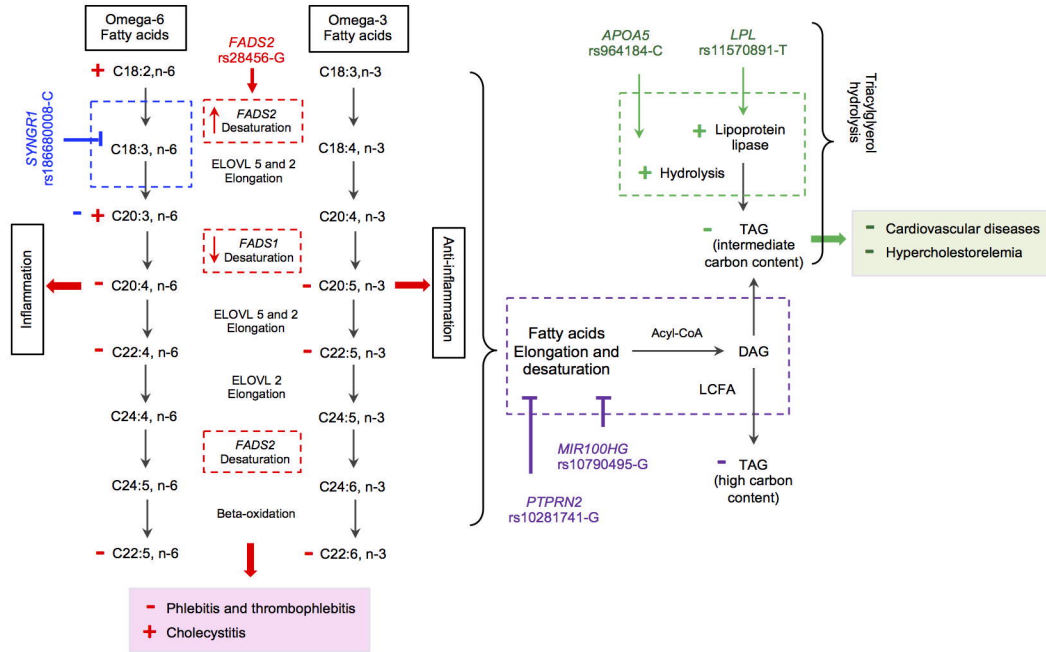 Omega-6
Fatty acids
Omega-3
Fatty Acids
FADS2
rs28456-G
SYNGR1
rs186680008-C
+ C18:2,n-6
C18:3,n-3
FADS2
Desaturation
C18:3, n-6
C18:4, n-3
ELOVL 5 and 2
Elongation
- + C20:3, n-6
C20:4, n-3
FADS1
Desaturation
Inflammation
- C20:4, n-6
- C20:5, n-3
Anti-inflammation
ELOVL 5 and 2
Elongation
- C22:4, n-6
- C22:5, n-3
ELOVL 2
Elongation
C24:4, n-6
C24:5, n-3
FADS2
Desaturation
C24:5, n-6
C24:6, n-3
Beta-oxidation
- C22:5, n-6
- C22:6, n-3
- Phlebitis and thrombophlebitis
+ Cholecystitis
APOA5
rs964184-C
LPL
rs11570891-T
+ Lipoprotein
lipase
+ Hydrolysis
Triacylglyerol
hydrolysis
- TAG
(intermediate
carbon content)
- Cardiovascular diseases
- Hypercholestorelemia
Fatty acids
Elongation and
desaturation
Acyl-CoA
DAG
LCFA
MIR100HG
rs10790495-G
PTPRN2
rs10281741-G
- TAG
(high carbon
content)